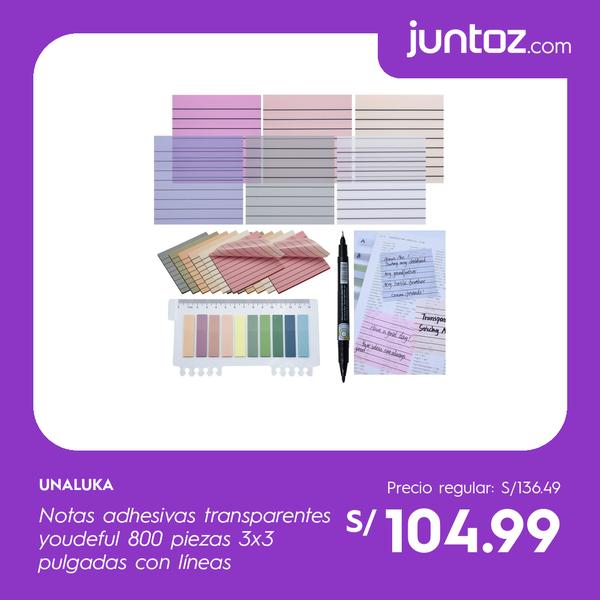 juntoz.com
UNALUKA
Notas adhesivas transparentes
youdeful 800 piezas 3x3
pulgadas con líneas
Precio regular: S/136.49
S/104.99